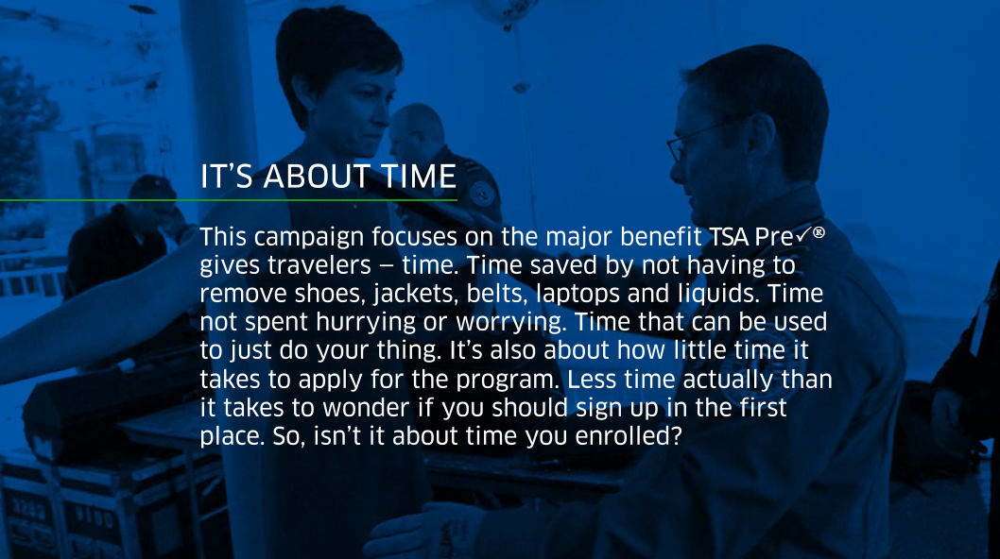 IT’S ABOUT TIME
This campaign focuses on the major benefit TSA Pre✓®
gives travelers – time. Time saved by not having to
remove shoes, jackets, belts, laptops and liquids. Time
not spent hurrying or worrying. Time that can be used
to just do your thing. It’s also about how little time it
takes to apply for the program. Less time actually than
it takes to wonder if you should sign up in the first
place. So, isn’t it about time you enrolled?